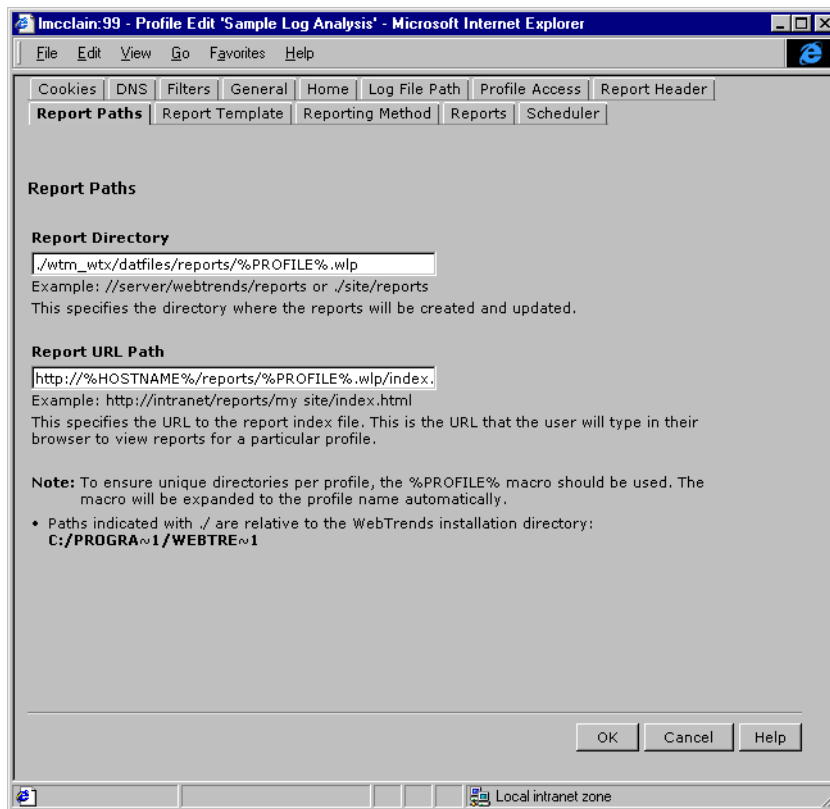 lmcclain:99 - Profile Edit 'Sample Log Analysis' - Microsoft Internet Explorer
File Edit View Go Favorites Help
Cookies DNS Filters General Home Log File Path Profile Access Report Header
Report Paths Report Template Reporting Method Reports Scheduler
Report Paths
Report Directory
./wtm_wtx/datfiles/reports/%PROFILE%.wlp
Example: //server/webtrends/reports or ./site/reports
This specifies the directory where the reports will be created and updated.
Report URL Path
http://%HOSTNAME%/reports/%PROFILE%.wlp/index.
Example: http://intranet/reports/my site/index.html
This specifies the URL to the report index file. This is the URL that the user will type in their
browser to view reports for a particular profile.
Note: To ensure unique directories per profile, the %PROFILE% macro should be used. The
macro will be expanded to the profile name automatically.
• Paths indicated with ./ are relative to the WebTrends installation directory:
C:/PROGRA~1/WEBTRE~1
OK Cancel Help
Local intranet zone